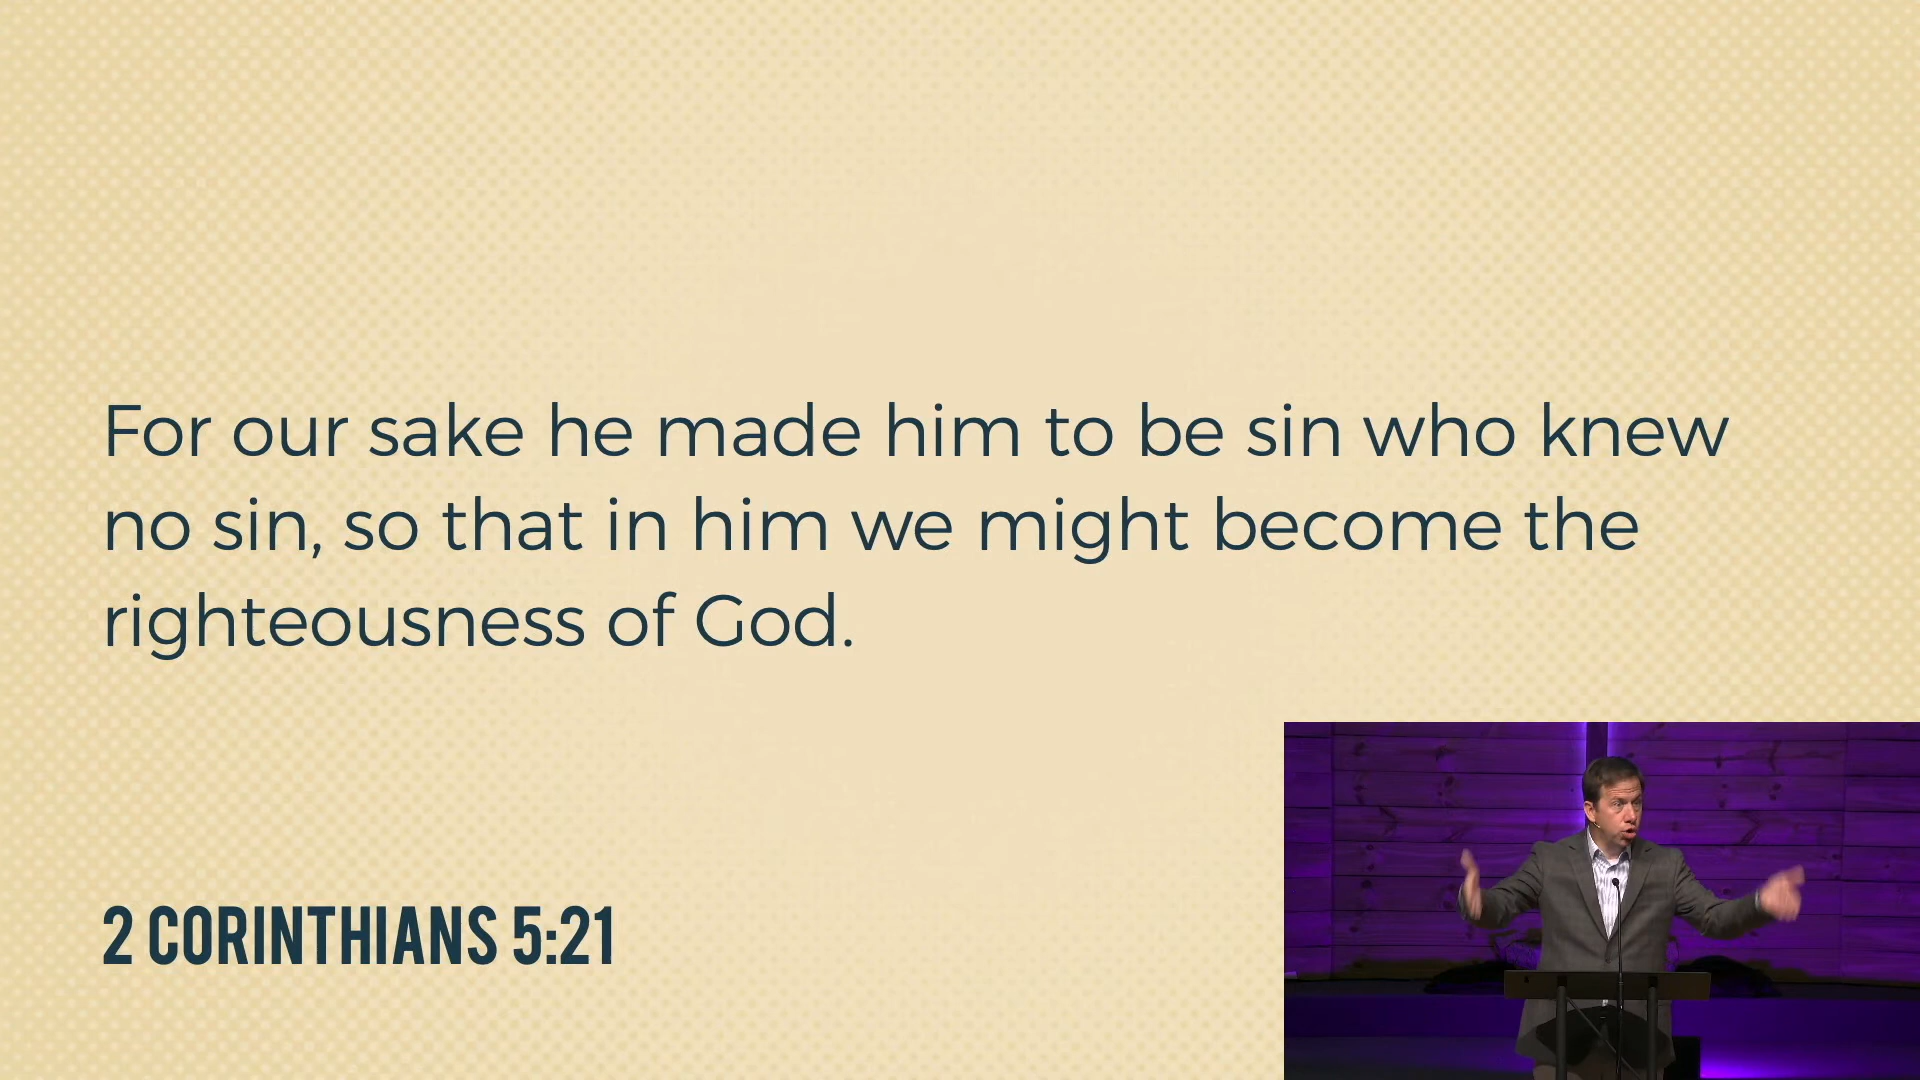 For our sake he made him to be sin who knew
no sin, so that in him we might become the
righteousness of God.
2 CORINTHIANS 5:21